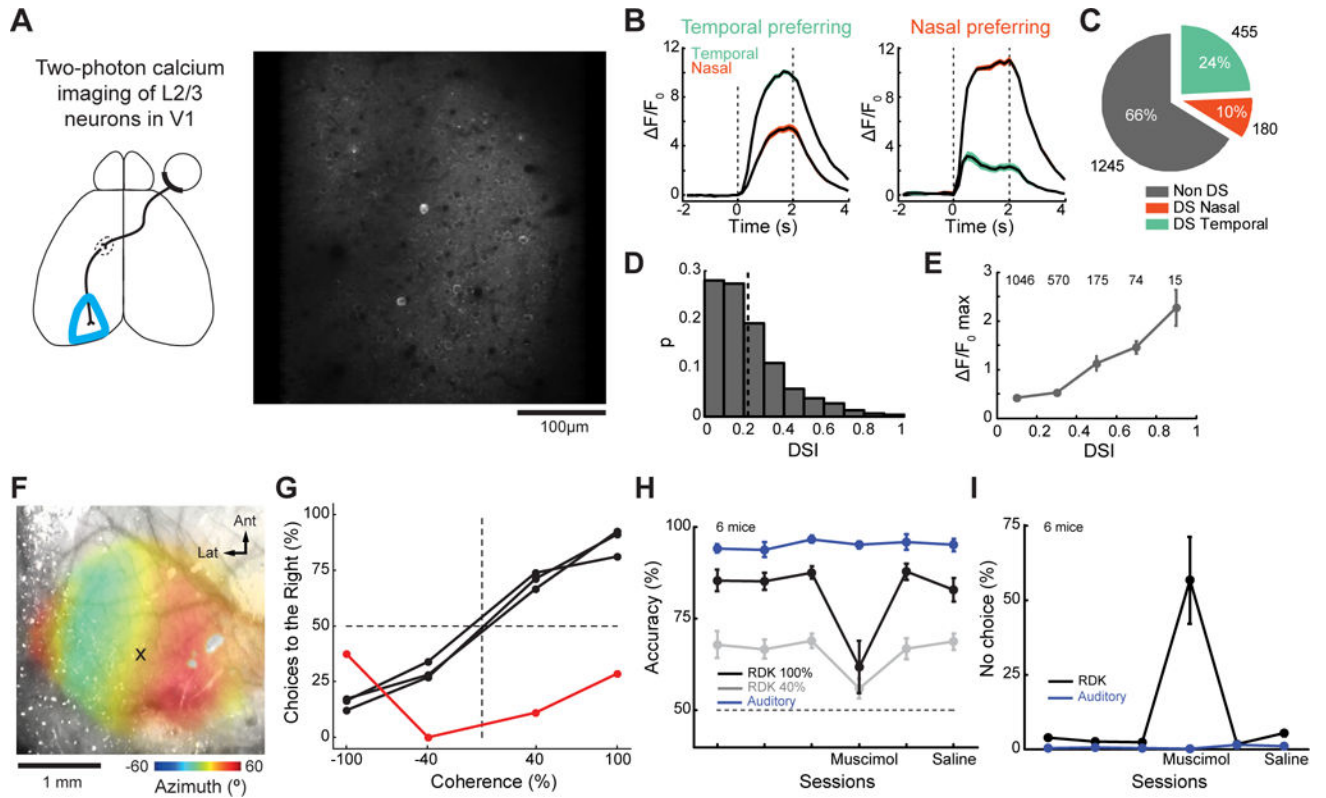 A
Two-photon calcium
imaging of L2/3
neurons in V1
100µm
B
Temporal preferring
Temporal
Nasal
ΔF/F0
12
8
4
0
-2
0
2
4
Time (s)
Nasal preferring
ΔF/F0
12
8
4
0
-2
0
2
4
Time (s)
C
455
24%
10%
180
66%
1245
Non DS
DS Nasal
DS Temporal
D
p
0.3
0.2
0.1
0
0
0.2
0.4
0.6
0.8
1
DSI
E
ΔF/F0 max
3
2
1
0
1046
570
175
74
15
0.2
0.4
0.6
0.8
1
DSI
F
Ant
Lat
x
1 mm
-60
60
Azimuth (º)
G
Choices to the Right (%)
100
75
50
25
0
-100
-40
40
100
Coherence (%)
H
6 mice
Accuracy (%)
100
75
50
RDK 100%
RDK 40%
Auditory
Muscimol
Saline
Sessions
I
6 mice
No choice (%)
75
50
25
0
RDK
Auditory
Muscimol
Saline
Sessions